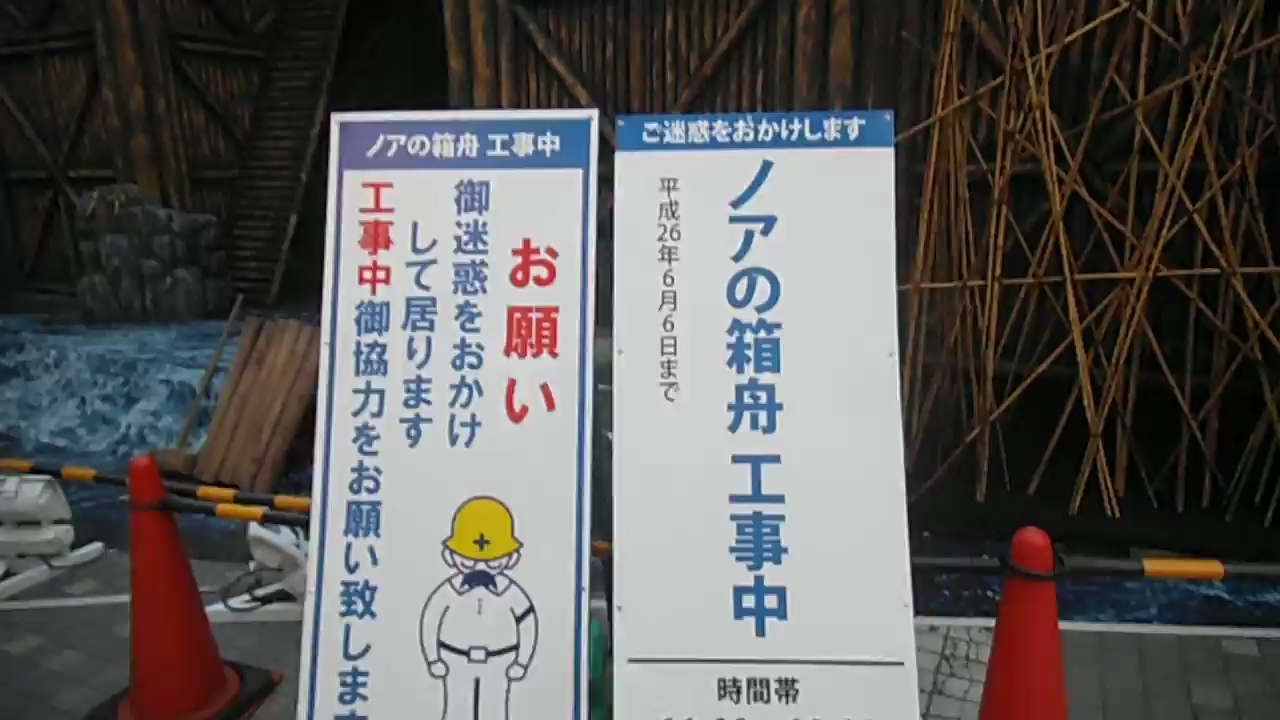 ノアの箱舟 工事中
お願い
御迷惑をおかけ
して居ります
工事中御協力をお願い致します
ご迷惑をおかけします
ノアの箱舟 工事中
平成26年6月6日まで
時間帯